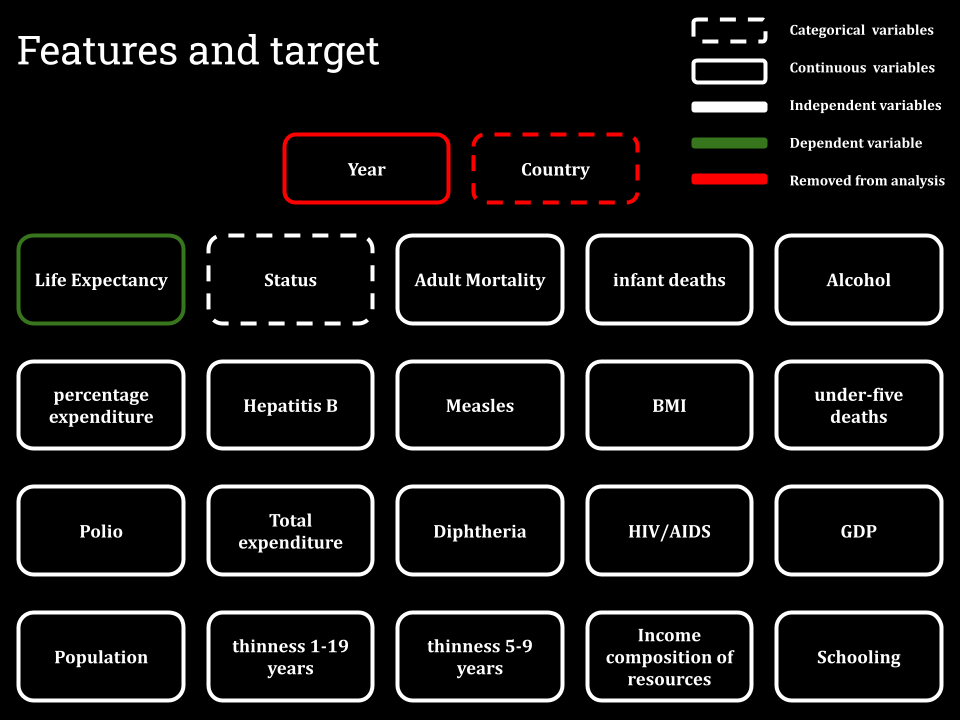 Features and target
Categorical variables
Continuous variables
Independent variables
Dependent variable
Removed from analysis
Year
Country
Life Expectancy
Status
Adult Mortality
infant deaths
Alcohol
percentage
expenditure
Hepatitis B
Measles
BMI
under-five
deaths
Polio
Total
expenditure
Diphtheria
HIV/AIDS
GDP
Population
thinness 1-19
years
thinness 5-9
years
Income
composition of
resources
Schooling